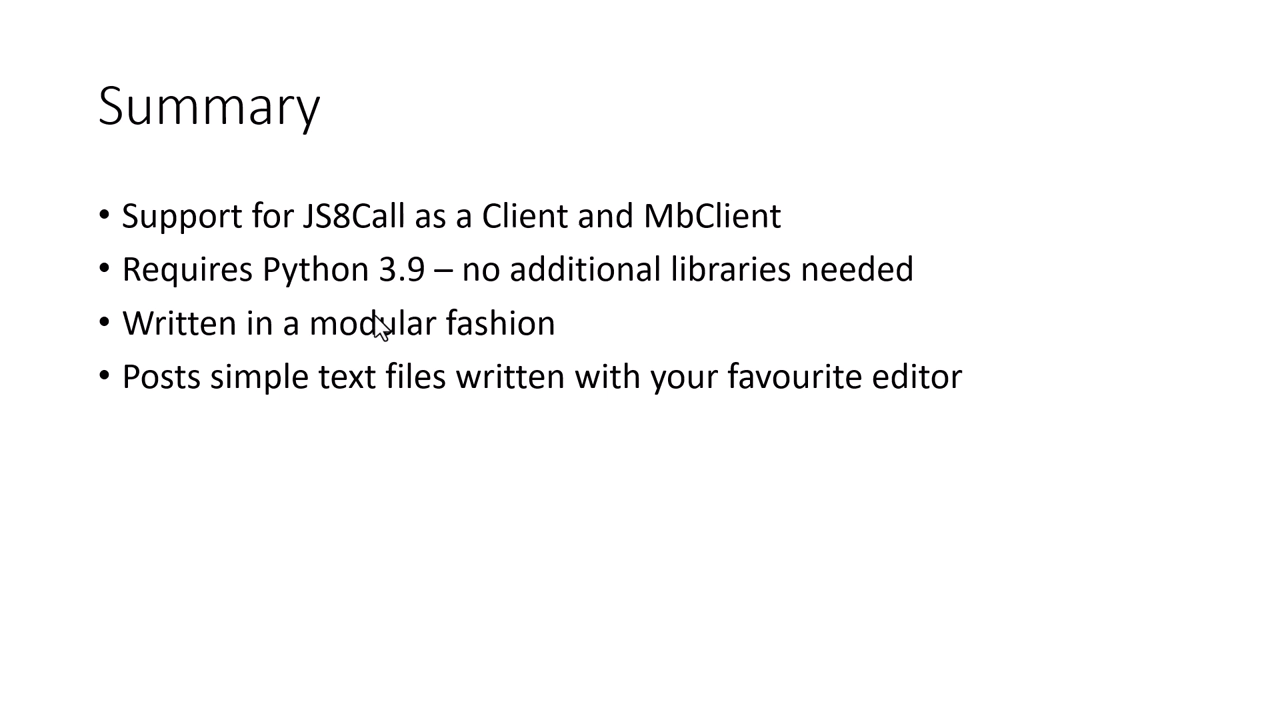 Summary
• Support for JS8Call as a Client and MbClient
• Requires Python 3.9 – no additional libraries needed
• Written in a modular fashion
• Posts simple text files written with your favourite editor